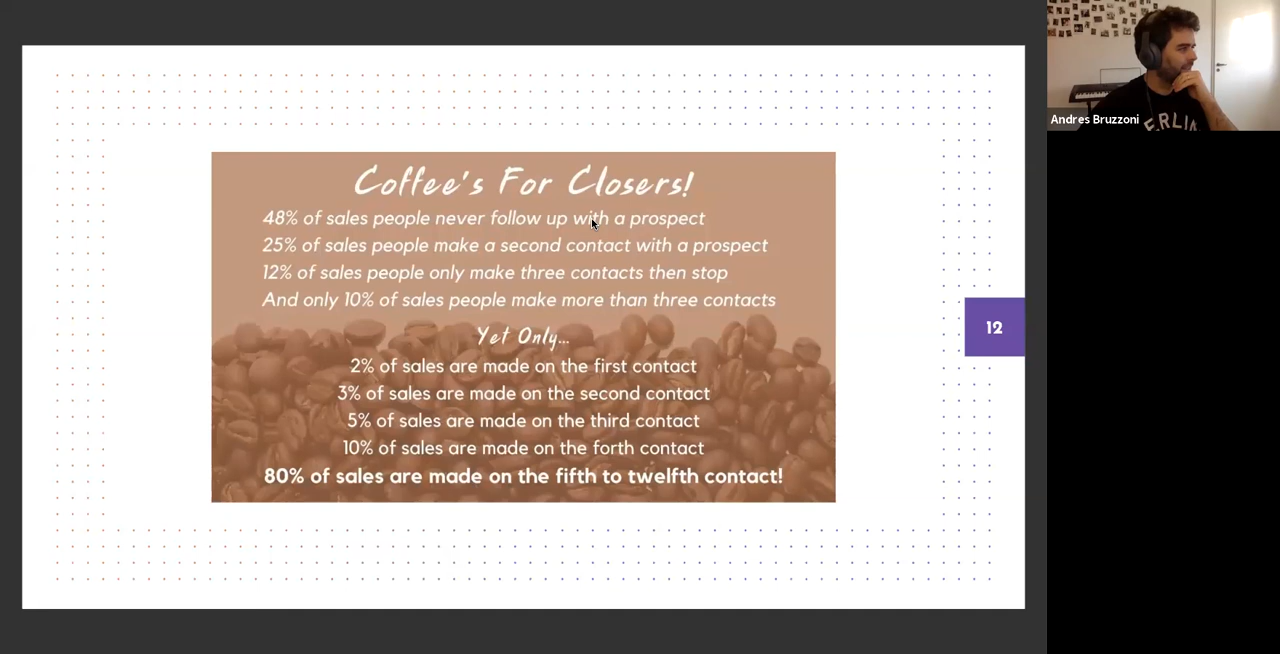 Coffee's For Closers!
48% of sales people never follow up with a prospect
25% of sales people make a second contact with a prospect
12% of sales people only make three contacts then stop
And only 10% of sales people make more than three contacts
Yet Only...
2% of sales are made on the first contact
3% of sales are made on the second contact
5% of sales are made on the third contact
10% of sales are made on the forth contact
80% of sales are made on the fifth to twelfth contact!
12
Andres Bruzzoni
ERLIN